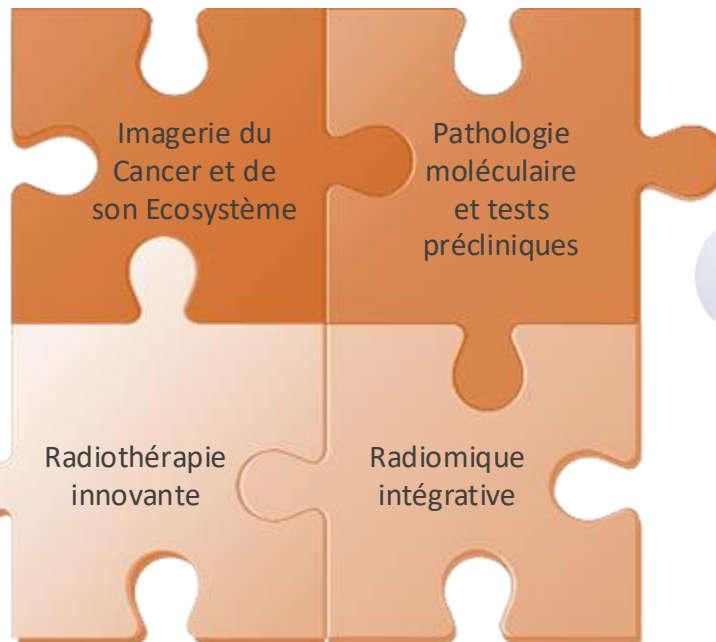 Imagerie du
Cancer et de
son Ecosystème
Pathologie
moléculaire
et tests
précliniques
Radiothérapie
innovante
Radiomique
intégrative